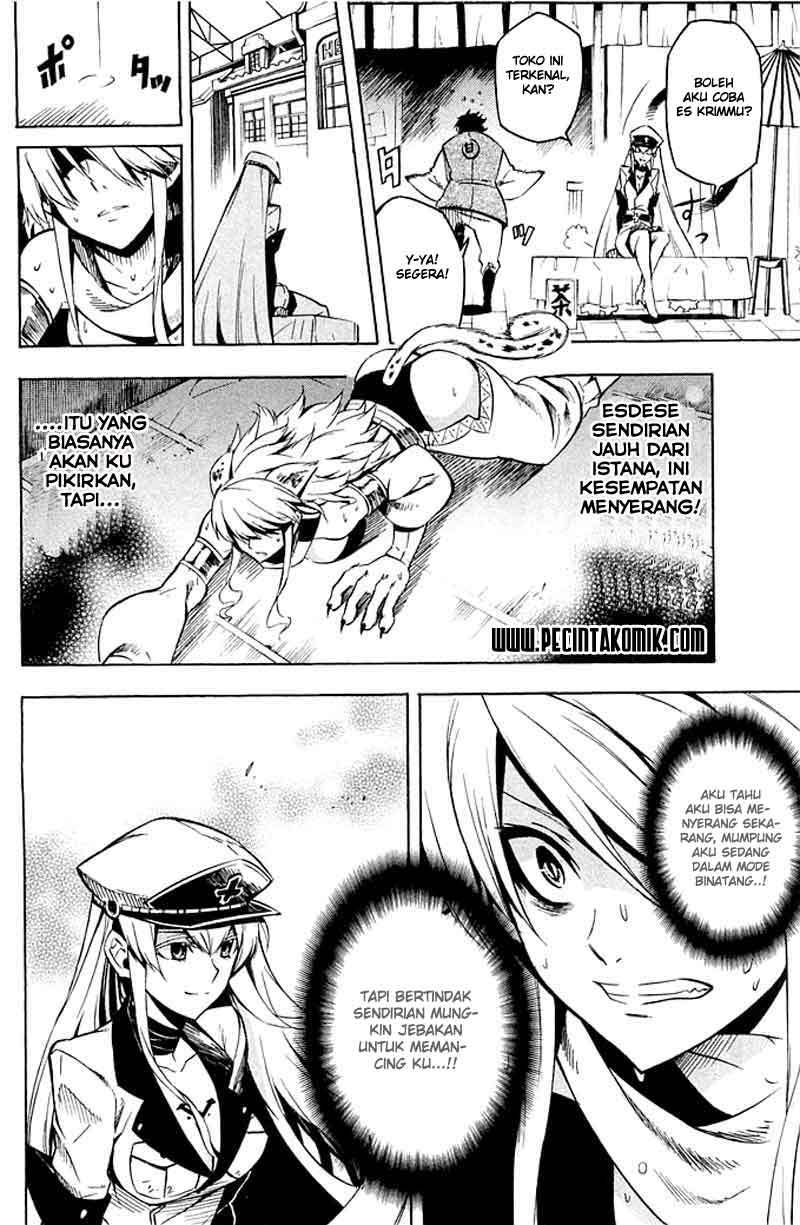 BOLEH
AKU COBA
ES KRIMMU?
TOKO INI
TERKENAL,
KAN?
Y-YA!
SEGERA!
茶
ダッ
タッ
ポ
ESDESE
SENDIRIAN
JAUH DARI
ISTANA, INI
KESEMPATAN
MENYERANG!
....ITU YANG
BIASANYA
AKAN KU
PIKIRKAN,
TAPI...
WWW.PECINTAKOMIK.COM
AKU TAHU
AKU BISA ME-
NYERANG SEKA-
RANG, MUMPUNG
AKU SEDANG
DALAM MODE
BINATANG..!
TAPI BERTINDAK
SENDIRIAN MUNG-
KIN JEBAKAN
UNTUK MEMAN-
CING KU...!!